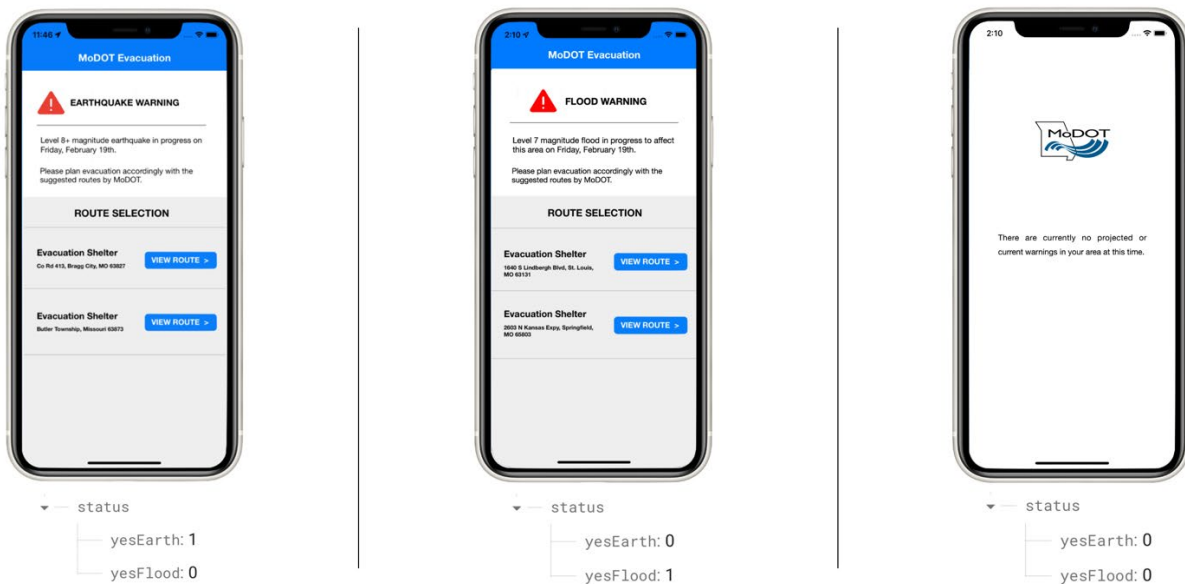 11:46
MoDOT Evacuation
EARTHQUAKE WARNING
Level 8+ magnitude earthquake in progress on
Friday, February 19th.
Please plan evacuation accordingly with the
suggested routes by MoDOT.
ROUTE SELECTION
Evacuation Shelter
Co Rd 413, Bragg City, MO 63827
VIEW ROUTE >
Evacuation Shelter
Butler Township, Missouri 63873
VIEW ROUTE >
status
yesEarth: 1
yesFlood: 0
2:10
MoDOT Evacuation
FLOOD WARNING
Level 7 magnitude flood in progress to affect
this area on Friday, February 19th.
Please plan evacuation accordingly with the
suggested routes by MoDOT.
ROUTE SELECTION
Evacuation Shelter
1640 S Lindbergh Blvd, St. Louis,
MO 63131
VIEW ROUTE >
Evacuation Shelter
2603 N Kansas Expy, Springfield,
MO 65803
VIEW ROUTE >
status
yesEarth: 0
yesFlood: 1
2:10
MoDOT
There are currently no projected or
current warnings in your area at this time.
status
yesEarth: 0
yesFlood: 0